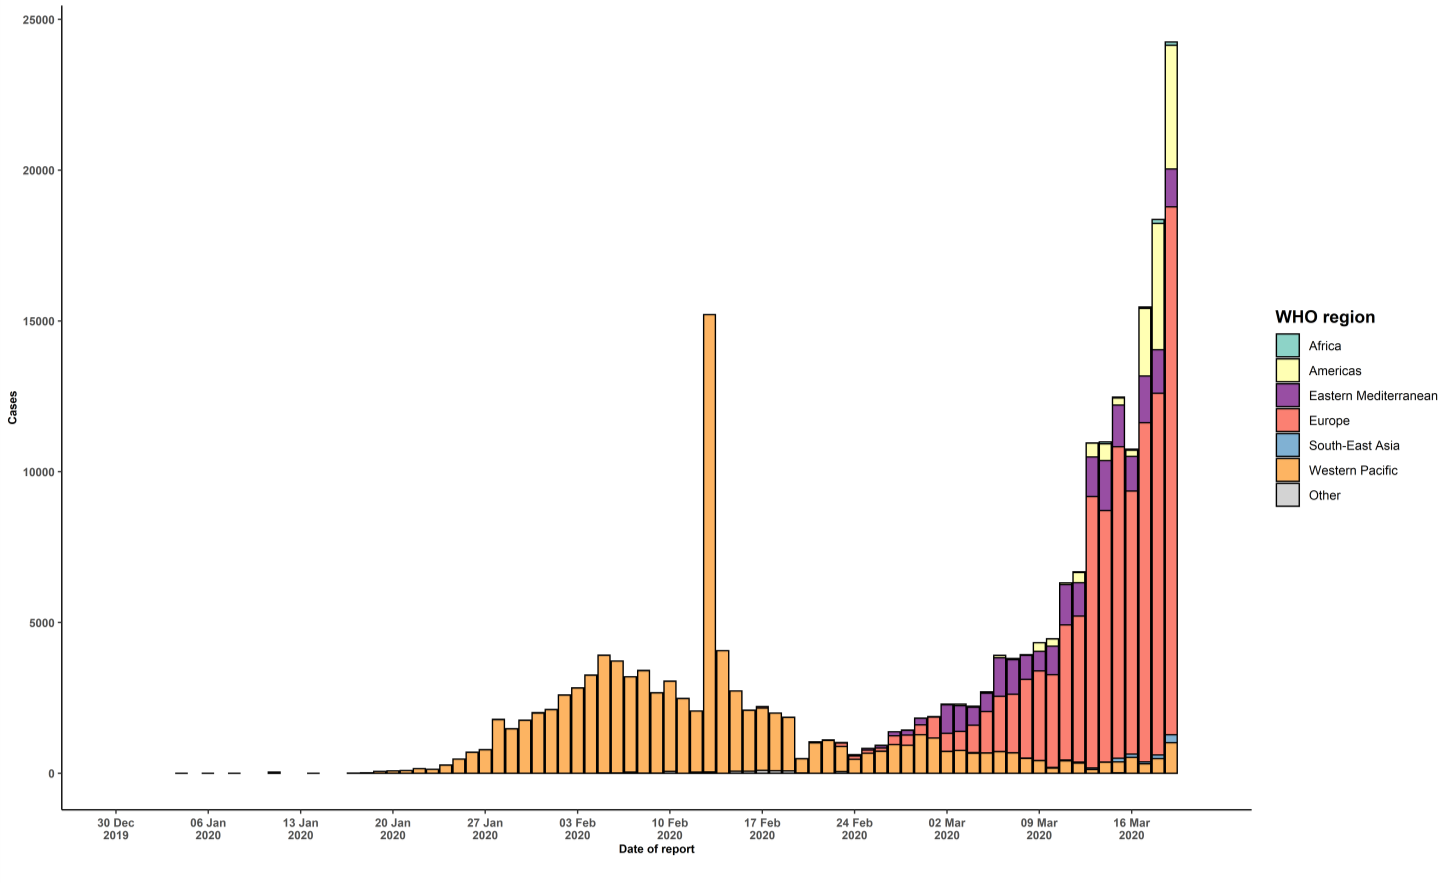 25000
20000
15000
10000
5000
0
Cases
30 Dec
2019
06 Jan
2020
13 Jan
2020
20 Jan
2020
27 Jan
2020
03 Feb
2020
10 Feb
2020
17 Feb
2020
24 Feb
2020
02 Mar
2020
09 Mar
2020
16 Mar
2020
Date of report
WHO region
Africa
Americas
Eastern Mediterranean
Europe
South-East Asia
Western Pacific
Other